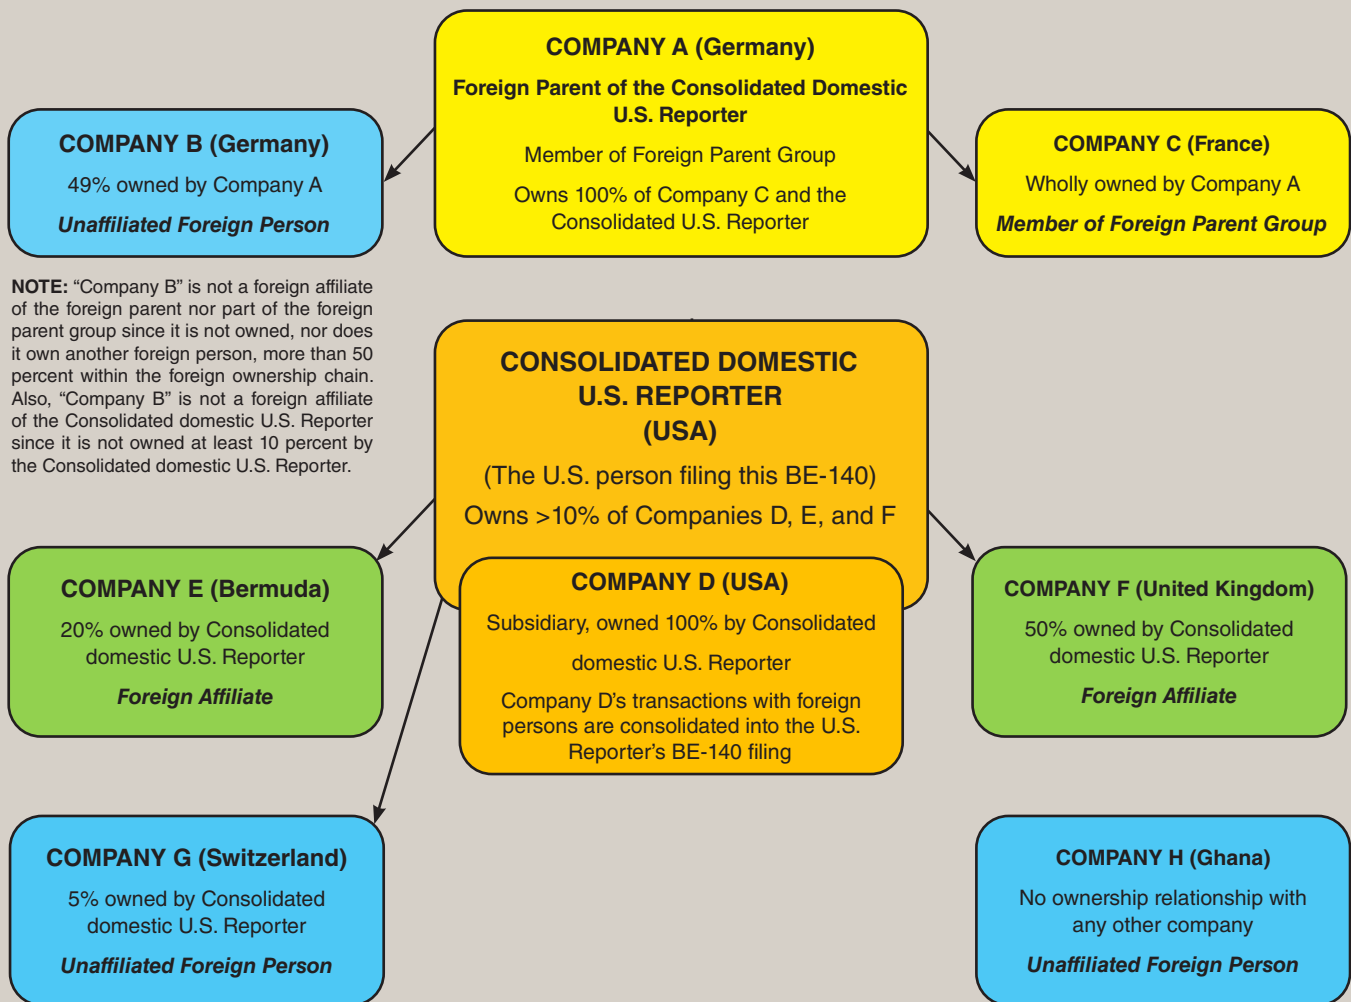 COMPANY A (Germany)
Foreign Parent of the Consolidated Domestic
U.S. Reporter
Member of Foreign Parent Group
Owns 100% of Company C and the
Consolidated U.S. Reporter
COMPANY B (Germany)
49% owned by Company A
Unaffiliated Foreign Person
COMPANY C (France)
Wholly owned by Company A
Member of Foreign Parent Group
NOTE: “Company B” is not a foreign affiliate
of the foreign parent nor part of the foreign
parent group since it is not owned, nor does
it own another foreign person, more than 50
percent within the foreign ownership chain.
Also, “Company B” is not a foreign affiliate
of the Consolidated domestic U.S. Reporter
since it is not owned at least 10 percent by
the Consolidated domestic U.S. Reporter.
CONSOLIDATED DOMESTIC
U.S. REPORTER
(USA)
(The U.S. person filing this BE-140)
Owns >10% of Companies D, E, and F
COMPANY E (Bermuda)
20% owned by Consolidated
domestic U.S. Reporter
Foreign Affiliate
COMPANY D (USA)
Subsidiary, owned 100% by Consolidated
domestic U.S. Reporter
Company D’s transactions with foreign
persons are consolidated into the U.S.
Reporter’s BE-140 filing
COMPANY F (United Kingdom)
50% owned by Consolidated
domestic U.S. Reporter
Foreign Affiliate
COMPANY G (Switzerland)
5% owned by Consolidated
domestic U.S. Reporter
Unaffiliated Foreign Person
COMPANY H (Ghana)
No ownership relationship with
any other company
Unaffiliated Foreign Person